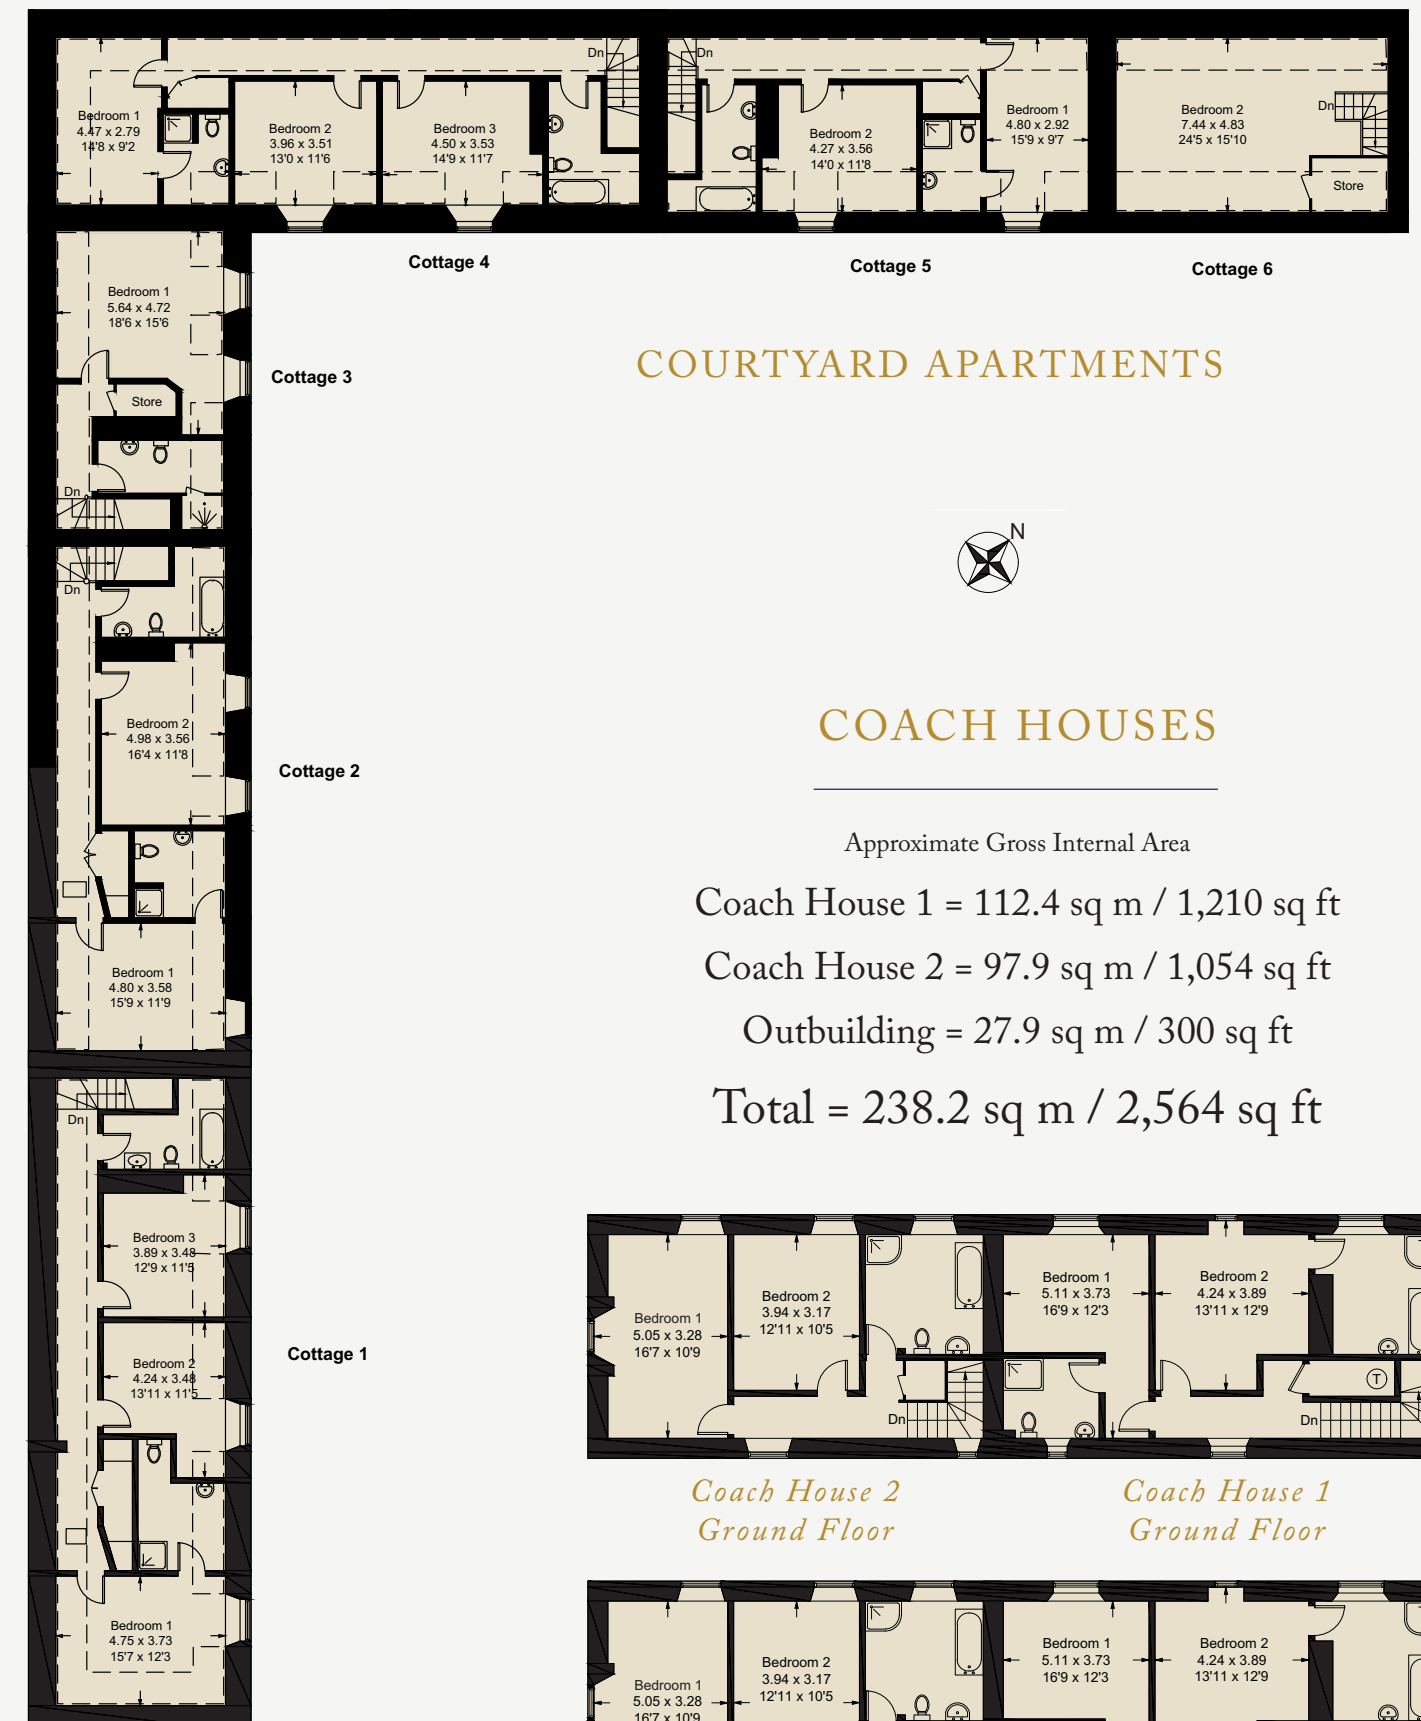 Dn
Dn
Bedroom 1
4.47 x 2.79
14'8 x 9'2
Bedroom 2
3.96 x 3.51
13'0 x 11'6
Bedroom 3
4.50 x 3.53
14'9 x 11'7
Bedroom 2
4.27 x 3.56
14'0 x 11'8
Bedroom 1
4.80 x 2.92
15'9 x 9'7
Bedroom 2
7.44 x 4.83
24'5 x 15'10
Dn
Store
Cottage 4
Cottage 5
Cottage 6
Bedroom 1
5.64 x 4.72
18'6 x 15'6
Store
Cottage 3
COURTYARD APARTMENTS
Dn
N
Dn
Bedroom 2
4.98 x 3.56
16'4 x 11'8
Cottage 2
Bedroom 1
4.80 x 3.58
15'9 x 11'9
COACH HOUSES
Approximate Gross Internal Area
Coach House 1 = 112.4 sq m / 1,210 sq ft
Coach House 2 = 97.9 sq m / 1,054 sq ft
Outbuilding = 27.9 sq m / 300 sq ft
Total = 238.2 sq m / 2,564 sq ft
Dn
Bedroom 3
3.89 x 3.48
12'9 x 11'5
Bedroom 2
4.24 x 3.48
13'11 x 11'5
Cottage 1
Bedroom 1
4.75 x 3.73
15'7 x 12'3
Bedroom 1
5.05 x 3.28
16'7 x 10'9
Bedroom 2
3.94 x 3.17
12'11 x 10'5
Bedroom 1
5.11 x 3.73
16'9 x 12'3
Bedroom 2
4.24 x 3.89
13'11 x 12'9
T
Dn
Dn
Coach House 2
Ground Floor
Coach House 1
Ground Floor
Bedroom 1
5.05 x 3.28
16'7 x 10'9
Bedroom 2
3.94 x 3.17
12'11 x 10'5
Bedroom 1
5.11 x 3.73
16'9 x 12'3
Bedroom 2
4.24 x 3.89
13'11 x 12'9